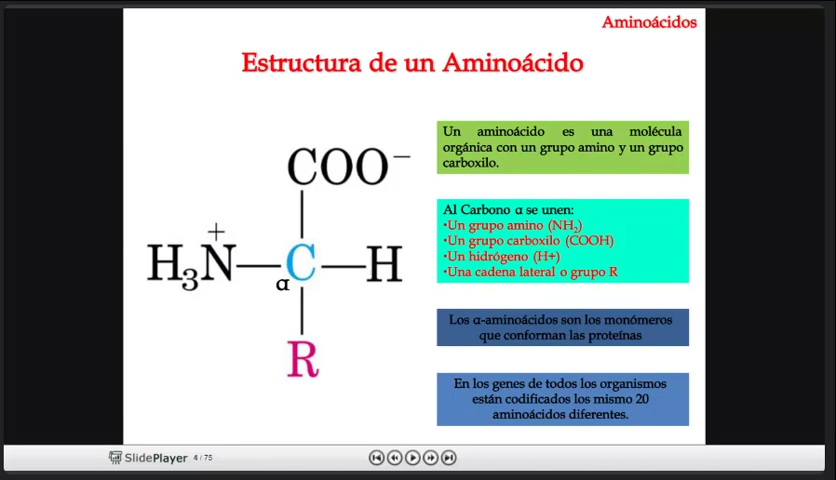 Aminoácidos
Estructura de un Aminoácido
COO⁻
+
H₃N—C—H
α
R
Un aminoácido es una molécula
orgánica con un grupo amino y un grupo
carboxilo.
Al Carbono α se unen:
•Un grupo amino (NH₂)
•Un grupo carboxilo (COOH)
•Un hidrógeno (H+)
•Una cadena lateral o grupo R
Los α-aminoácidos son los monómeros
que conforman las proteínas
En los genes de todos los organismos
están codificados los mismo 20
aminoácidos diferentes.
SlidePlayer 4 / 75